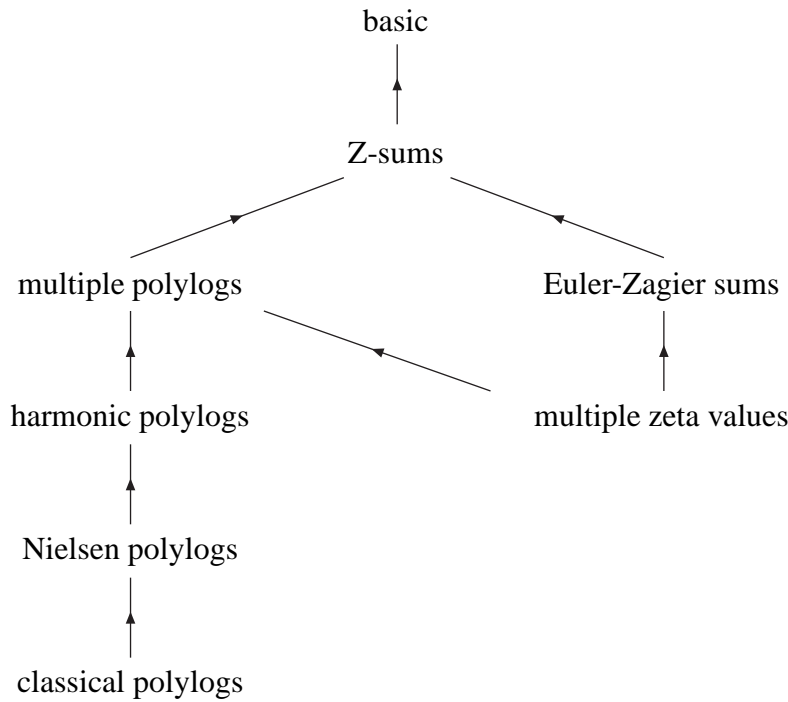 basic
Z-sums
multiple polylogs
Euler-Zagier sums
harmonic polylogs
multiple zeta values
Nielsen polylogs
classical polylogs